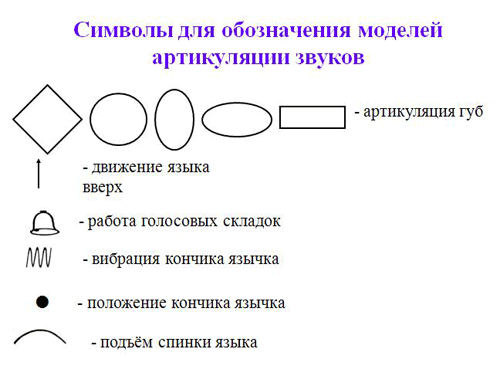 Символы для обозначения моделей
артикуляции звуков
- артикуляция губ
- движение языка
вверх
- работа голосовых складок
- вибрация кончика язычка
- положение кончика язычка
- подъём спинки языка